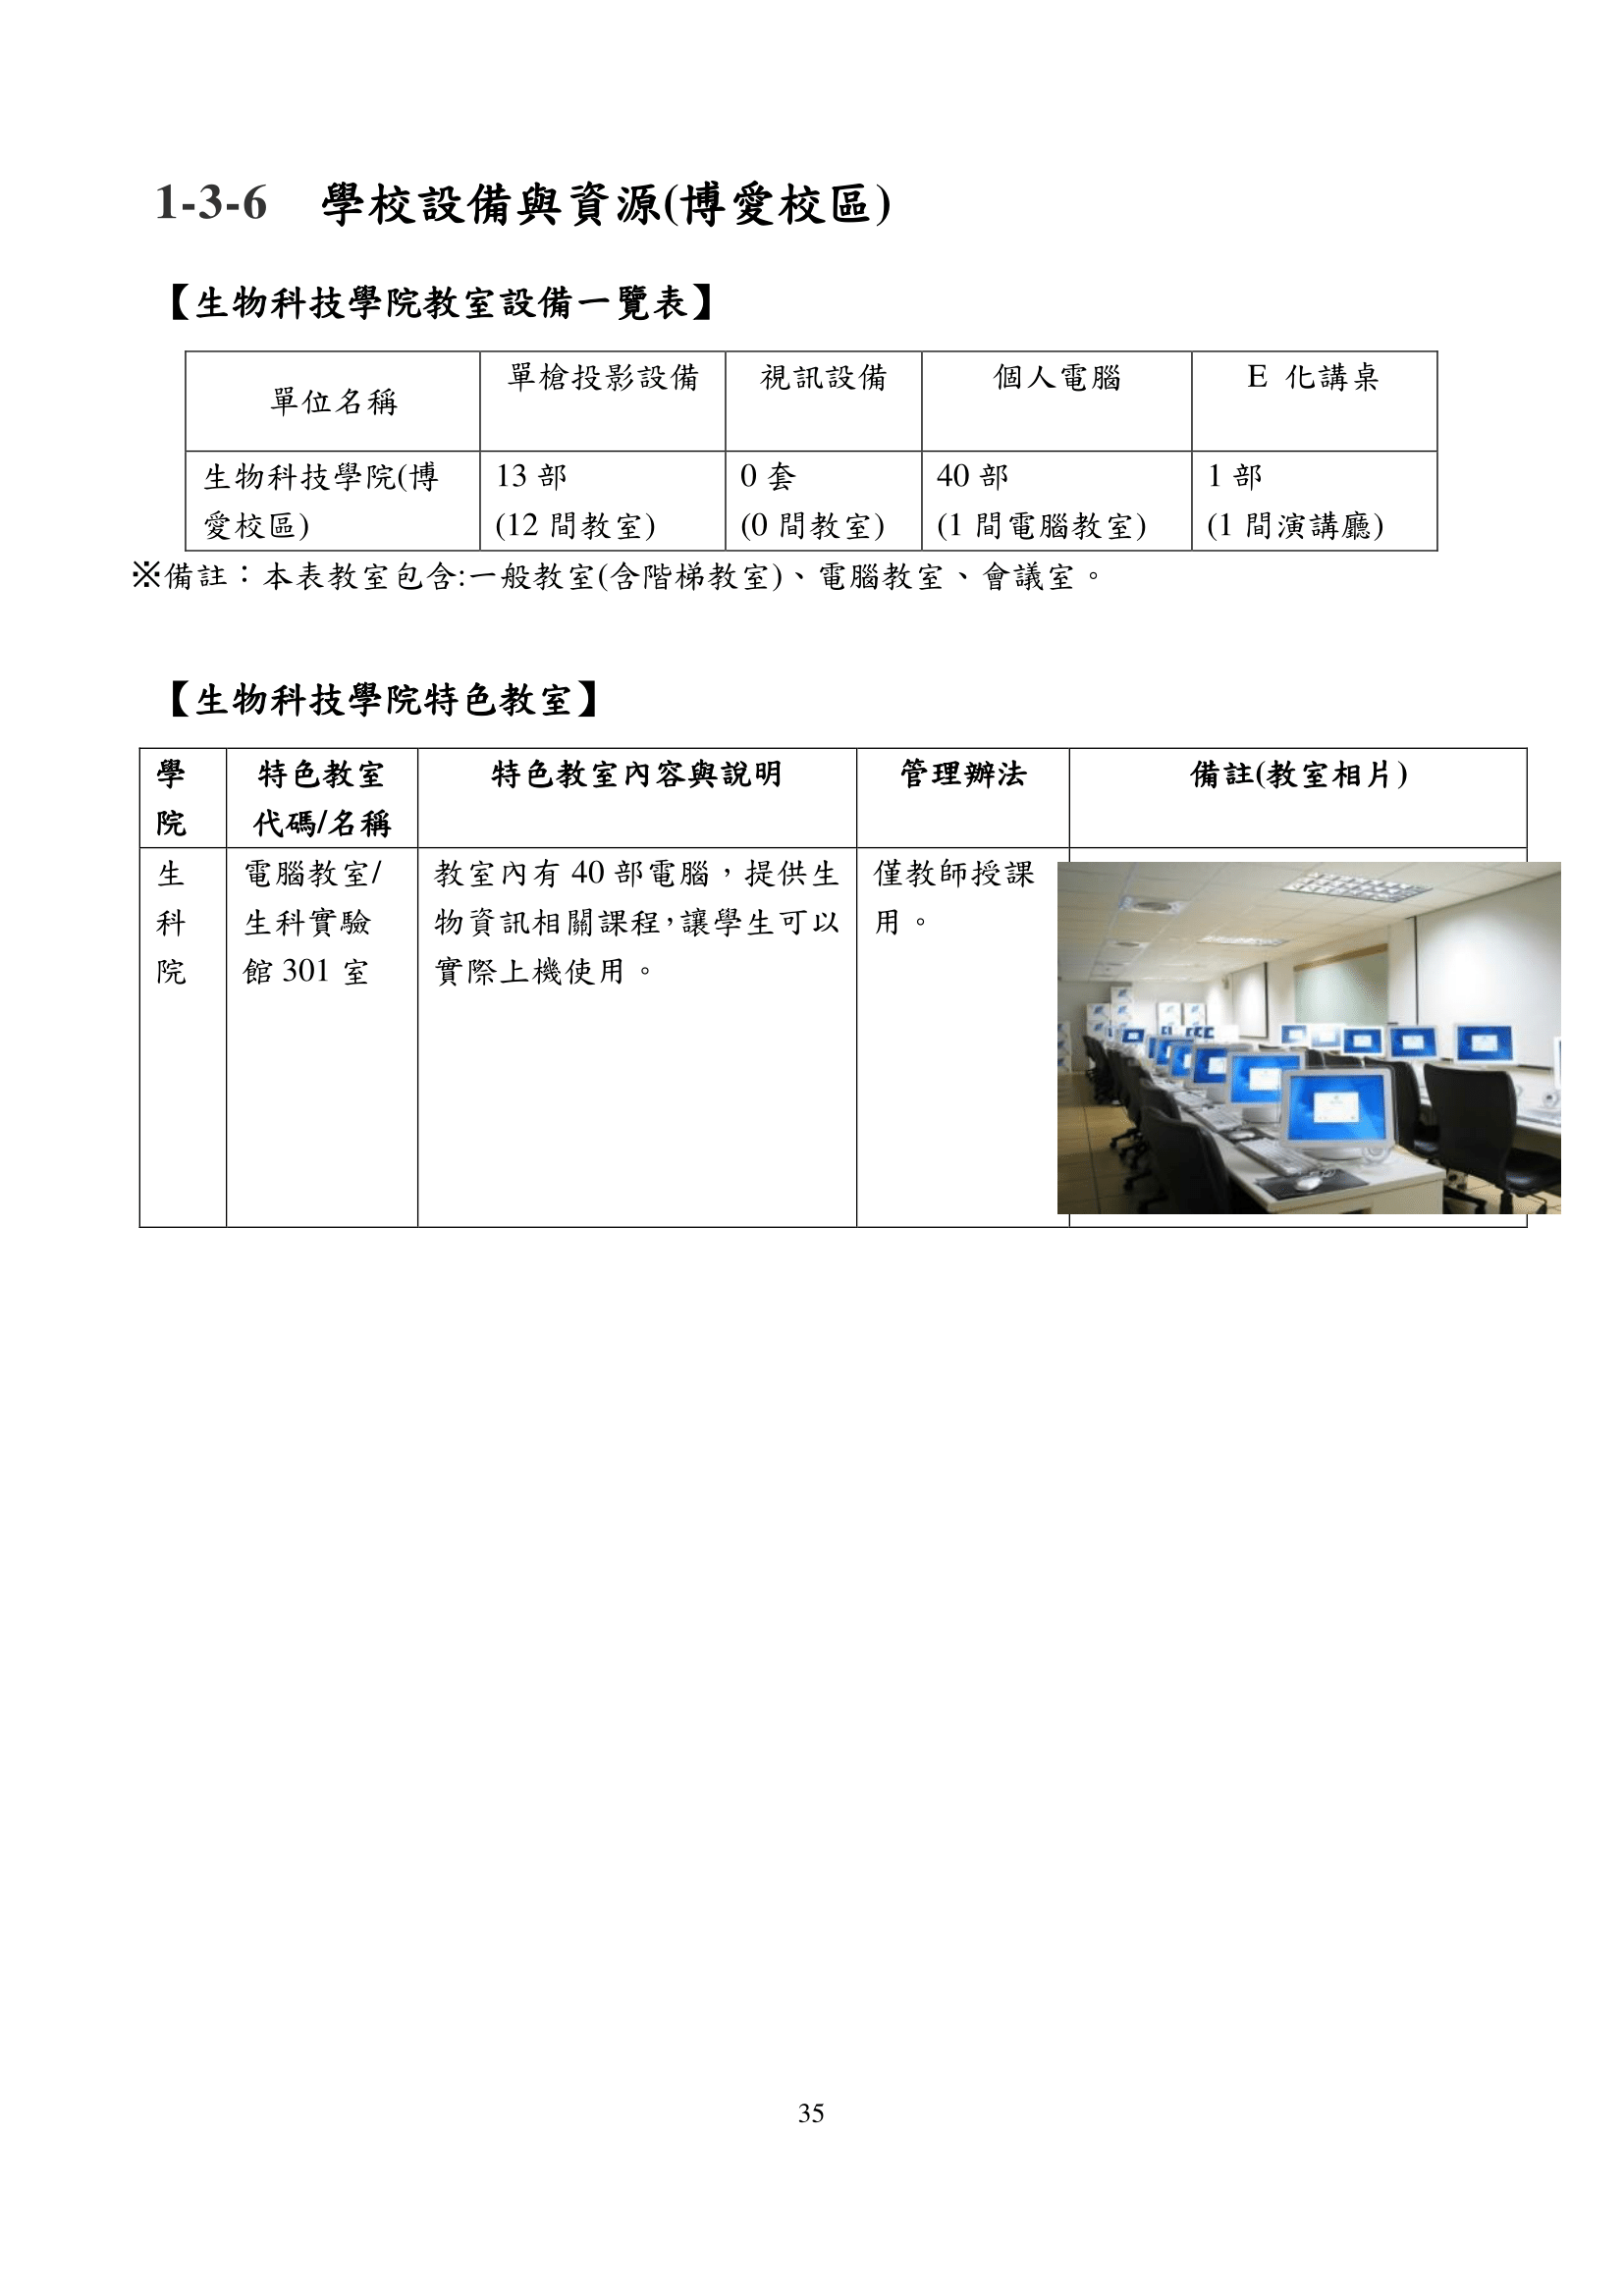 1-3-6 學校設備與資源(博愛校區)
【生物科技學院教室設備一覽表】
單位名稱 單槍投影設備 視訊設備 個人電腦 E 化講桌
生物科技學院(博 13 部 0 套 40 部 1 部
愛校區) (12 間教室) (0 間教室) (1 間電腦教室) (1 間演講廳)
※備註：本表教室包含:一般教室(含階梯教室)、電腦教室、會議室。
【生物科技學院特色教室】
學 特色教室 特色教室內容與說明 管理辦法 備註(教室相片)
院 代碼/名稱
生 電腦教室/ 教室內有 40 部電腦，提供生 僅教師授課
科 生科實驗 物資訊相關課程，讓學生可以 用。
院 館 301 室 實際上機使用。
35